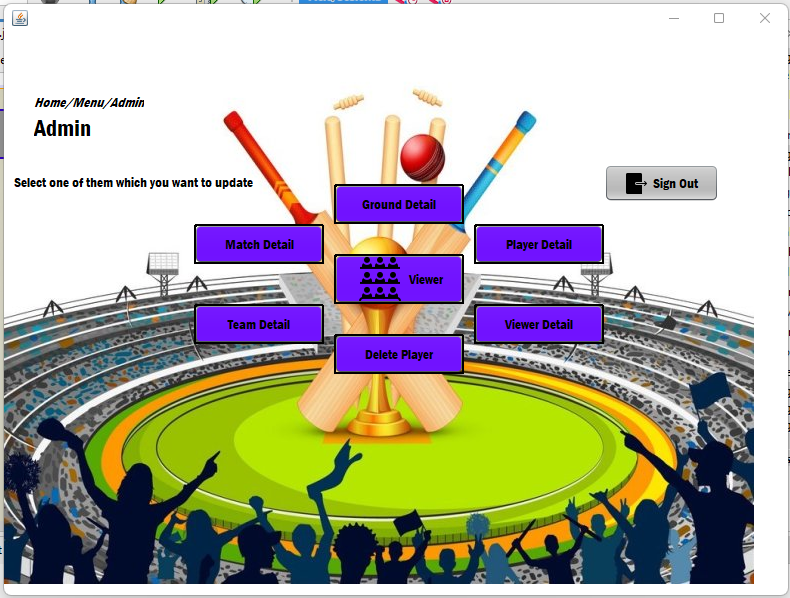 Home/Menu/Admin
Admin
Select one of them which you want to update
Sign Out
Ground Detail
Match Detail
Player Detail
Viewer
Team Detail
Viewer Detail
Delete Player